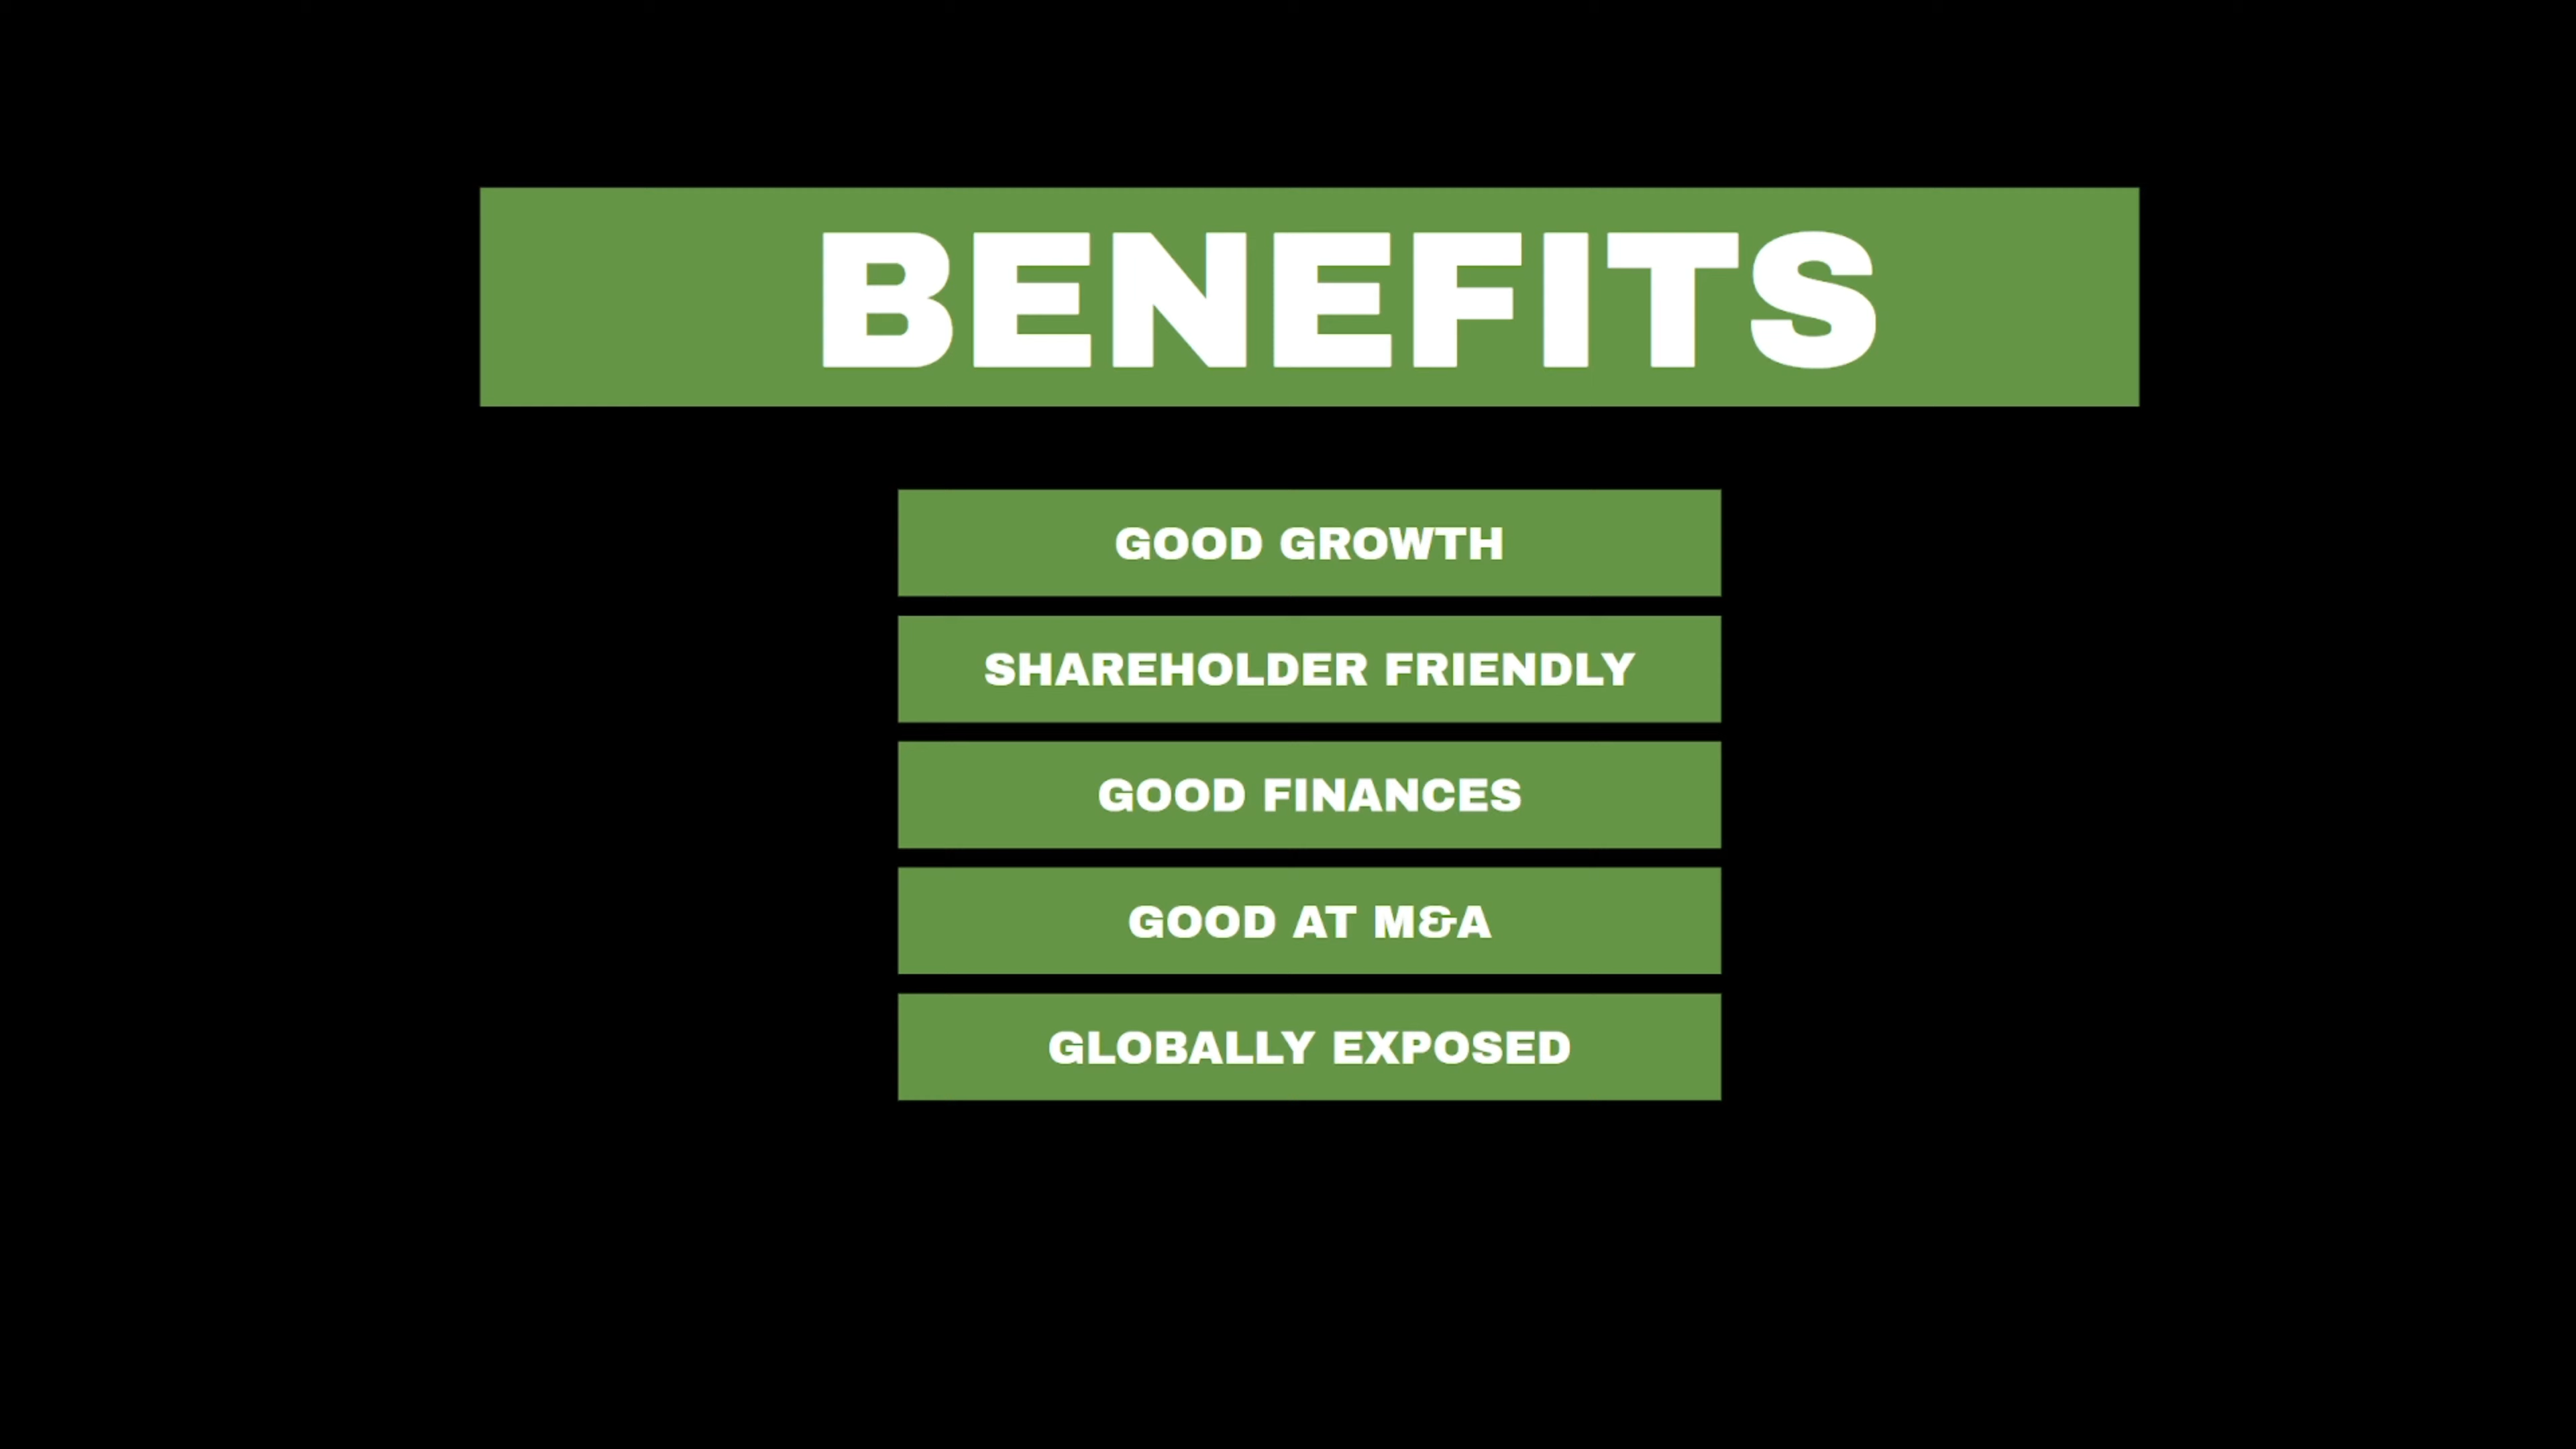 BENEFITS
GOOD GROWTH
SHAREHOLDER FRIENDLY
GOOD FINANCES
GOOD AT M&A
GLOBALLY EXPOSED